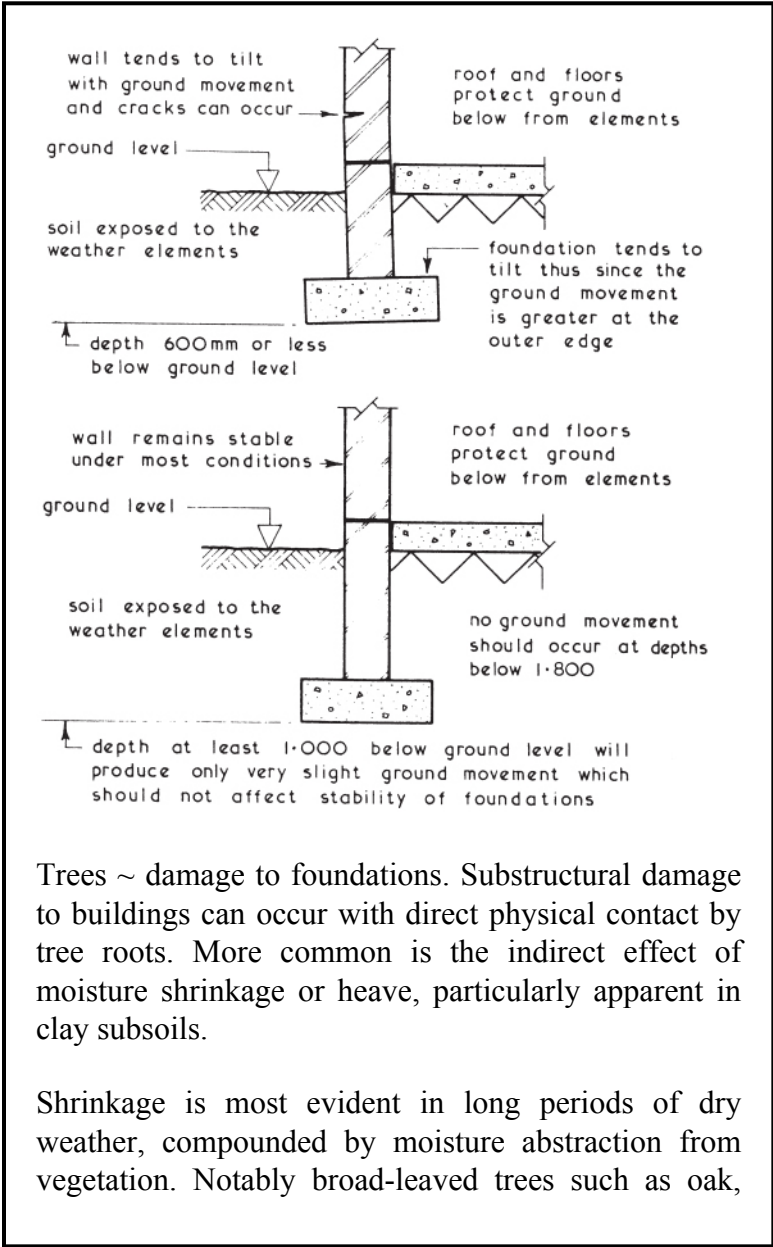 wall tends to tilt
with ground movement
and cracks can occur
roof and floors
protect ground
below from elements
ground level
soil exposed to the
weather elements
foundation tends to
tilt thus since the
ground movement
is greater at the
outer edge
depth 600mm or less
below ground level
wall remains stable
under most conditions
roof and floors
protect ground
below from elements
ground level
soil exposed to the
weather elements
no ground movement
should occur at depths
below 1·800
depth at least 1·000 below ground level will
produce only very slight ground movement which
should not affect stability of foundations
Trees ~ damage to foundations. Substructural damage
to buildings can occur with direct physical contact by
tree roots. More common is the indirect effect of
moisture shrinkage or heave, particularly apparent in
clay subsoils.
Shrinkage is most evident in long periods of dry
weather, compounded by moisture abstraction from
vegetation. Notably broad-leaved trees such as oak,